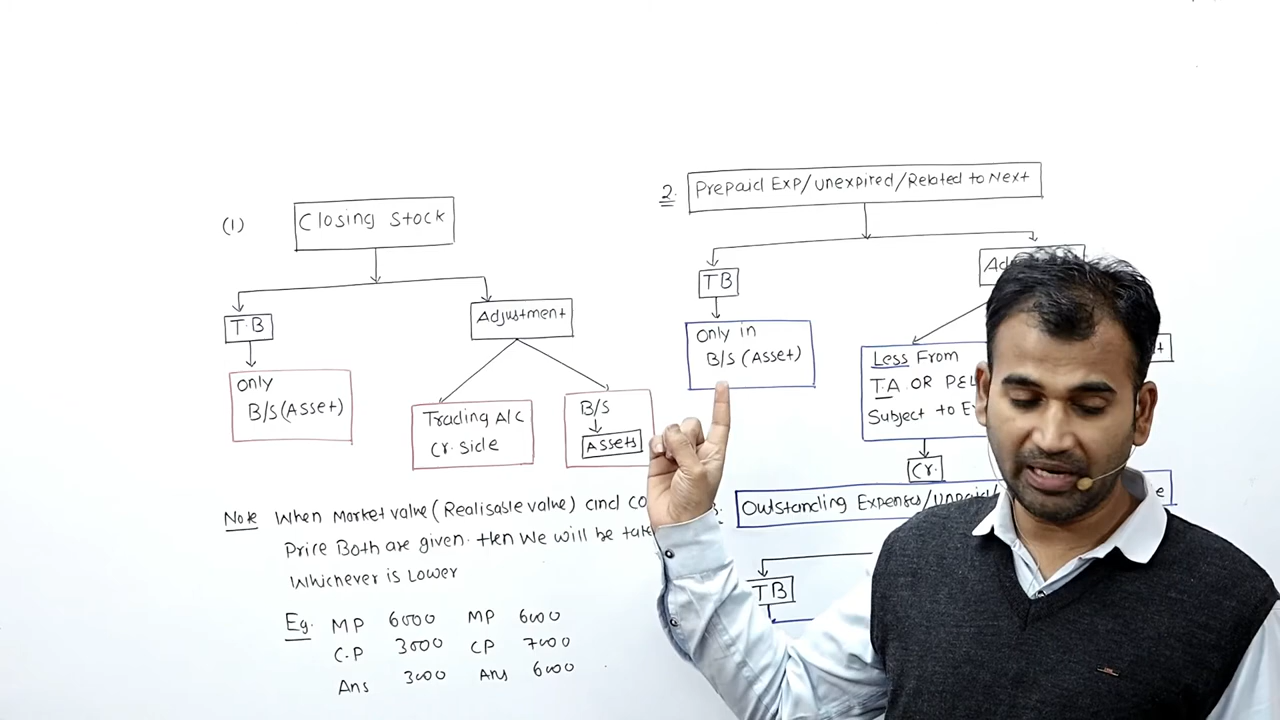 (1) Closing Stock
T.B
Adjustment
only
B/S (Asset)
Trading A/C
Cr. side
B/S
Assets
Note When Market value (Realisable value) and
Price Both are given. then We will be
Whichever is Lower
Eg. MP 6000 MP 6000
C.P 3000 CP 7000
Ans 3000 Ans 6000
2. Prepaid Exp/unexpired/Related to Next
TB
Only in
B/S (Asset)
Less From
T.A OR
Subject to
Cr.
Outstanding Expenses/
TB